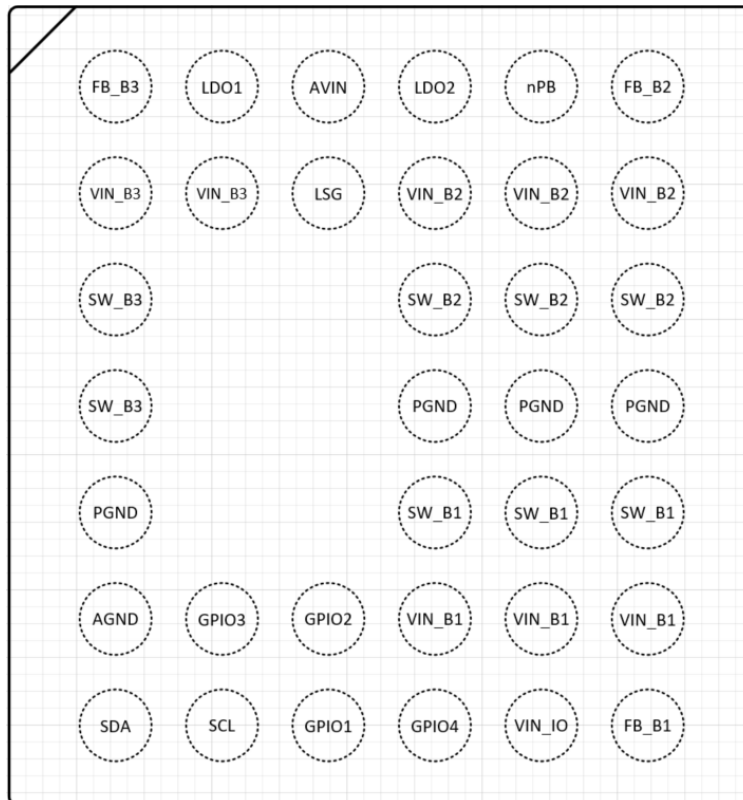 FB_B3 LDO1 AVIN LDO2 nPB FB_B2
VIN_B3 VIN_B3 LSG VIN_B2 VIN_B2 VIN_B2
SW_B3 SW_B2 SW_B2 SW_B2
SW_B3 PGND PGND PGND
PGND SW_B1 SW_B1 SW_B1
AGND GPIO3 GPIO2 VIN_B1 VIN_B1 VIN_B1
SDA SCL GPIO1 GPIO4 VIN_IO FB_B1